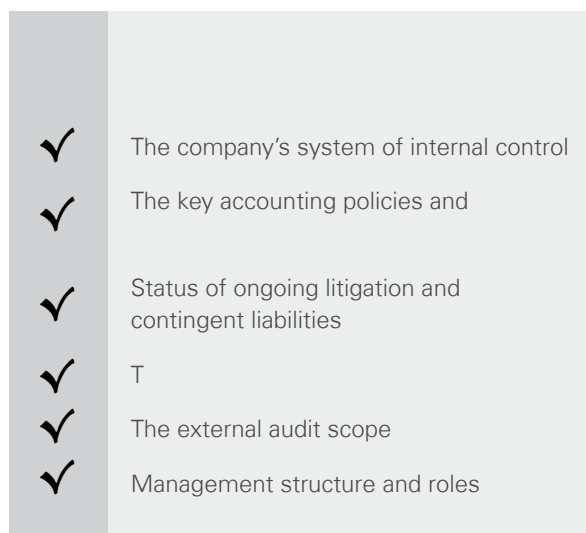 The company’s system of internal control
The key accounting policies and
Status of ongoing litigation and
contingent liabilities
T
The external audit scope
Management structure and roles